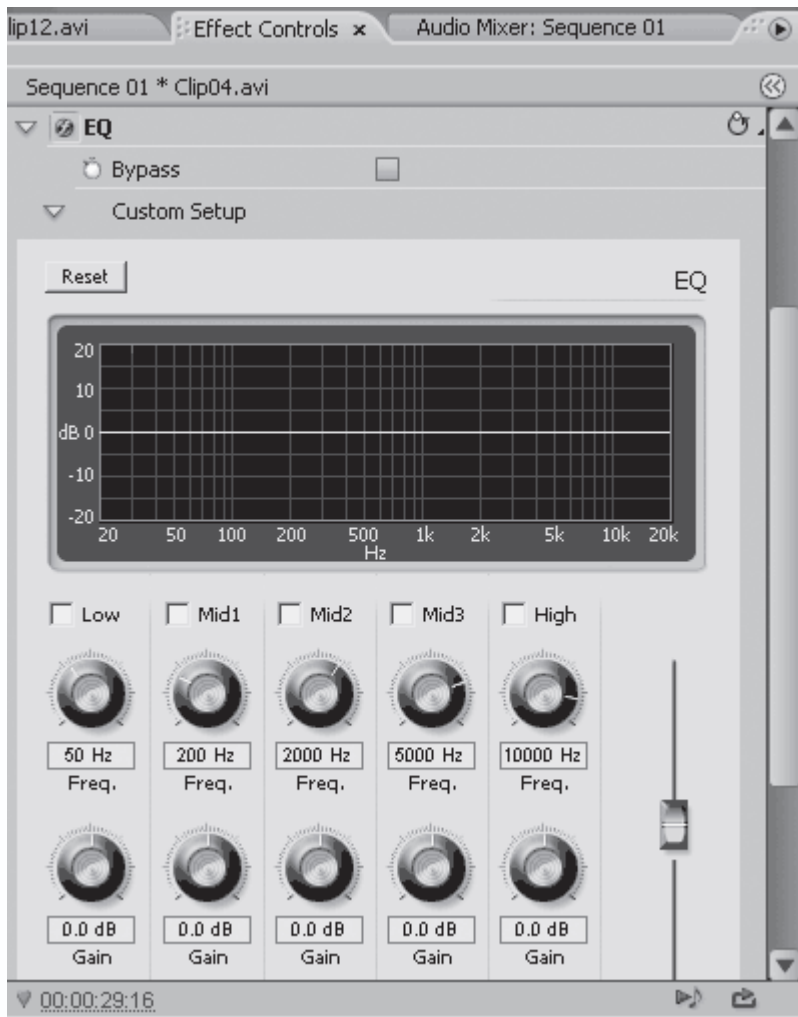 lip12.avi Effect Controls x Audio Mixer: Sequence 01
Sequence 01 * Clip04.avi
EQ
Bypass
Custom Setup
Reset EQ
20
10
dB 0
-10
-20
20 50 100 200 500 1k 2k 5k 10k 20k
Hz
Low Mid1 Mid2 Mid3 High
50 Hz 200 Hz 2000 Hz 5000 Hz 10000 Hz
Freq. Freq. Freq. Freq. Freq.
0.0 dB 0.0 dB 0.0 dB 0.0 dB 0.0 dB
Gain Gain Gain Gain Gain
00:00:29:16